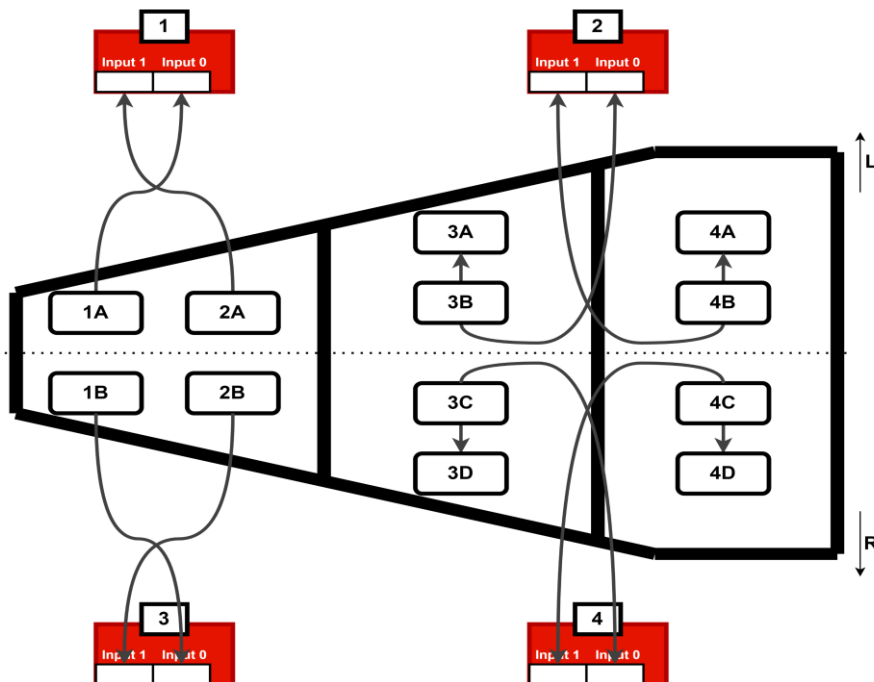 1
Input 1 Input 0
2
Input 1 Input 0
L
3A
4A
1A
2A
3B
4B
1B
2B
3C
4C
3D
4D
R
3
Input 1 Input 0
4
Input 1 Input 0